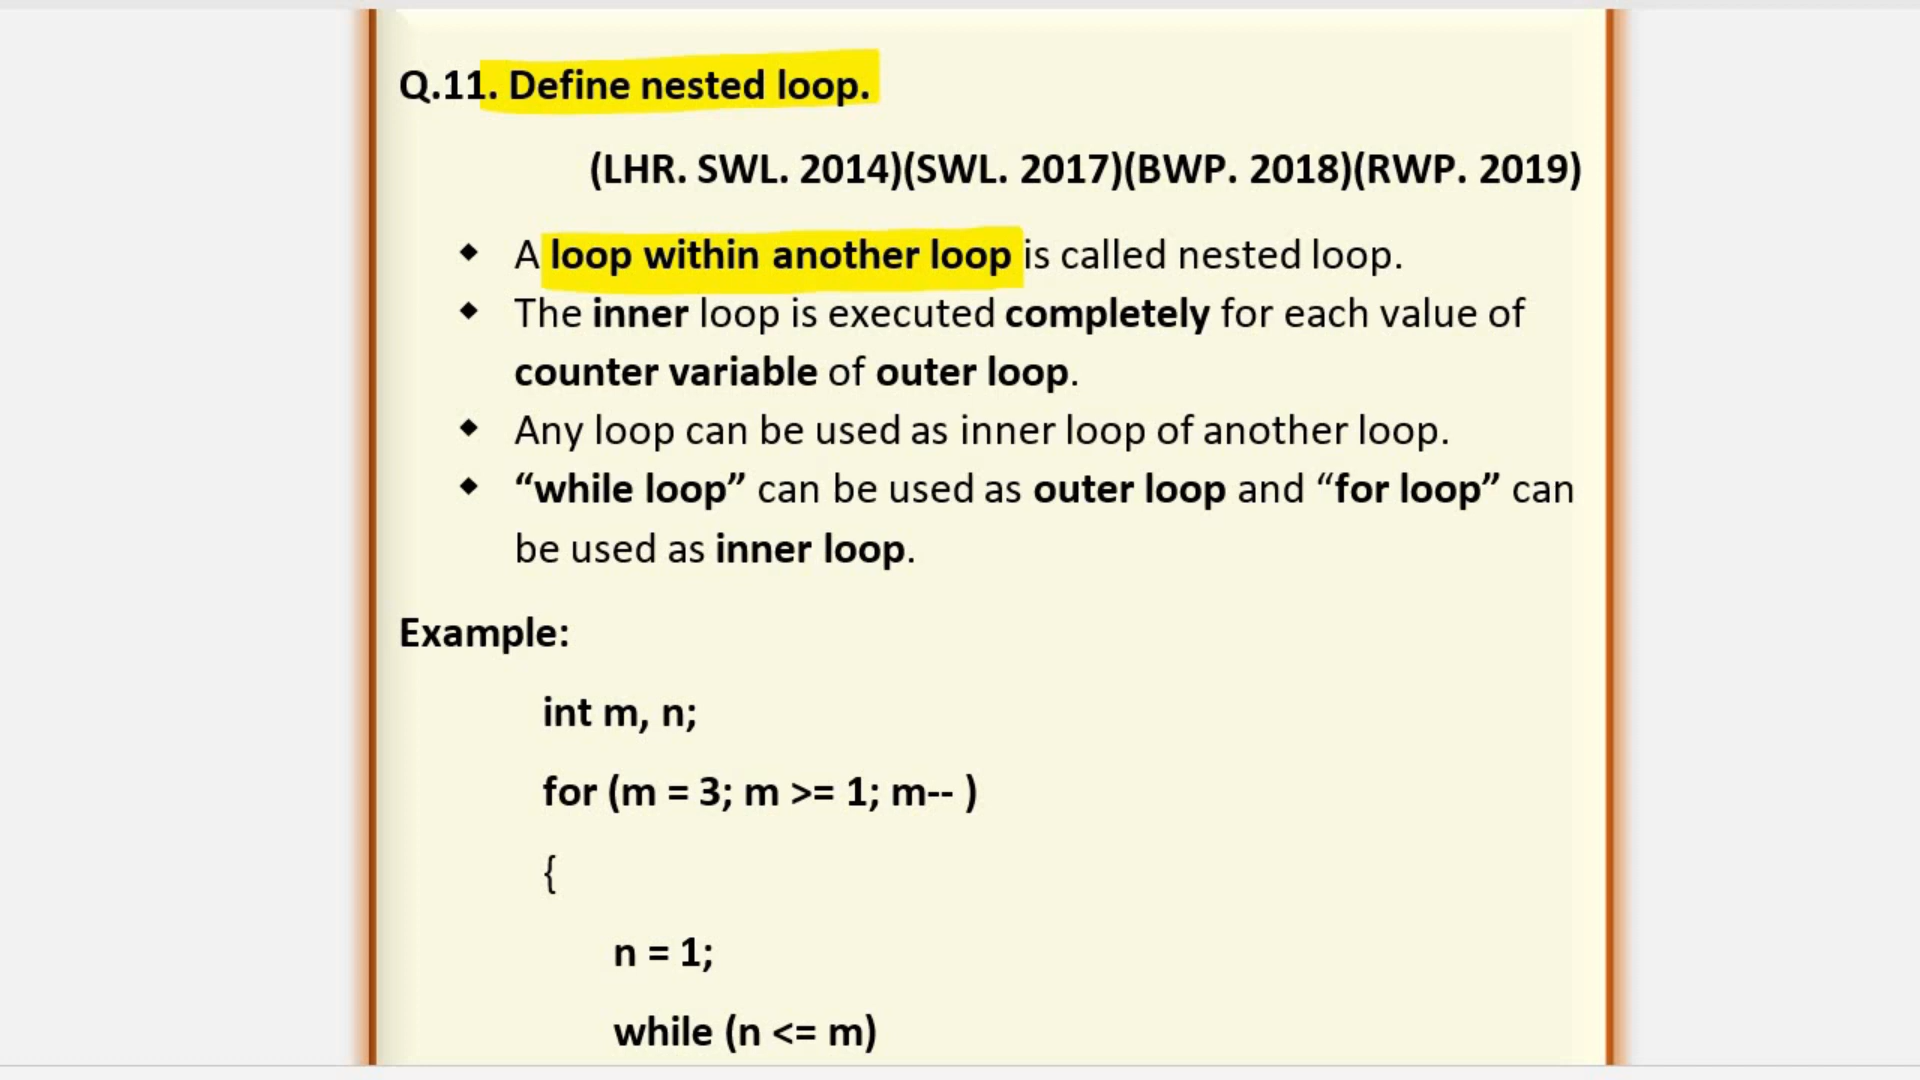 Q.11. Define nested loop.
(LHR. SWL. 2014)(SWL. 2017)(BWP. 2018)(RWP. 2019)
◆ A loop within another loop is called nested loop.
◆ The inner loop is executed completely for each value of
counter variable of outer loop.
◆ Any loop can be used as inner loop of another loop.
◆ “while loop” can be used as outer loop and “for loop” can
be used as inner loop.
Example:
int m, n;
for (m = 3; m >= 1; m-- )
{
n = 1;
while (n <= m)